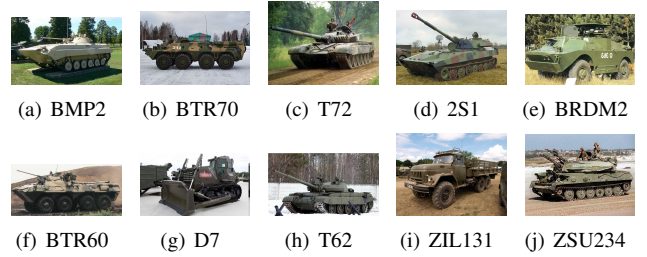 (a) BMP2
(b) BTR70
(c) T72
(d) 2S1
(e) BRDM2
(f) BTR60
(g) D7
(h) T62
(i) ZIL131
(j) ZSU234